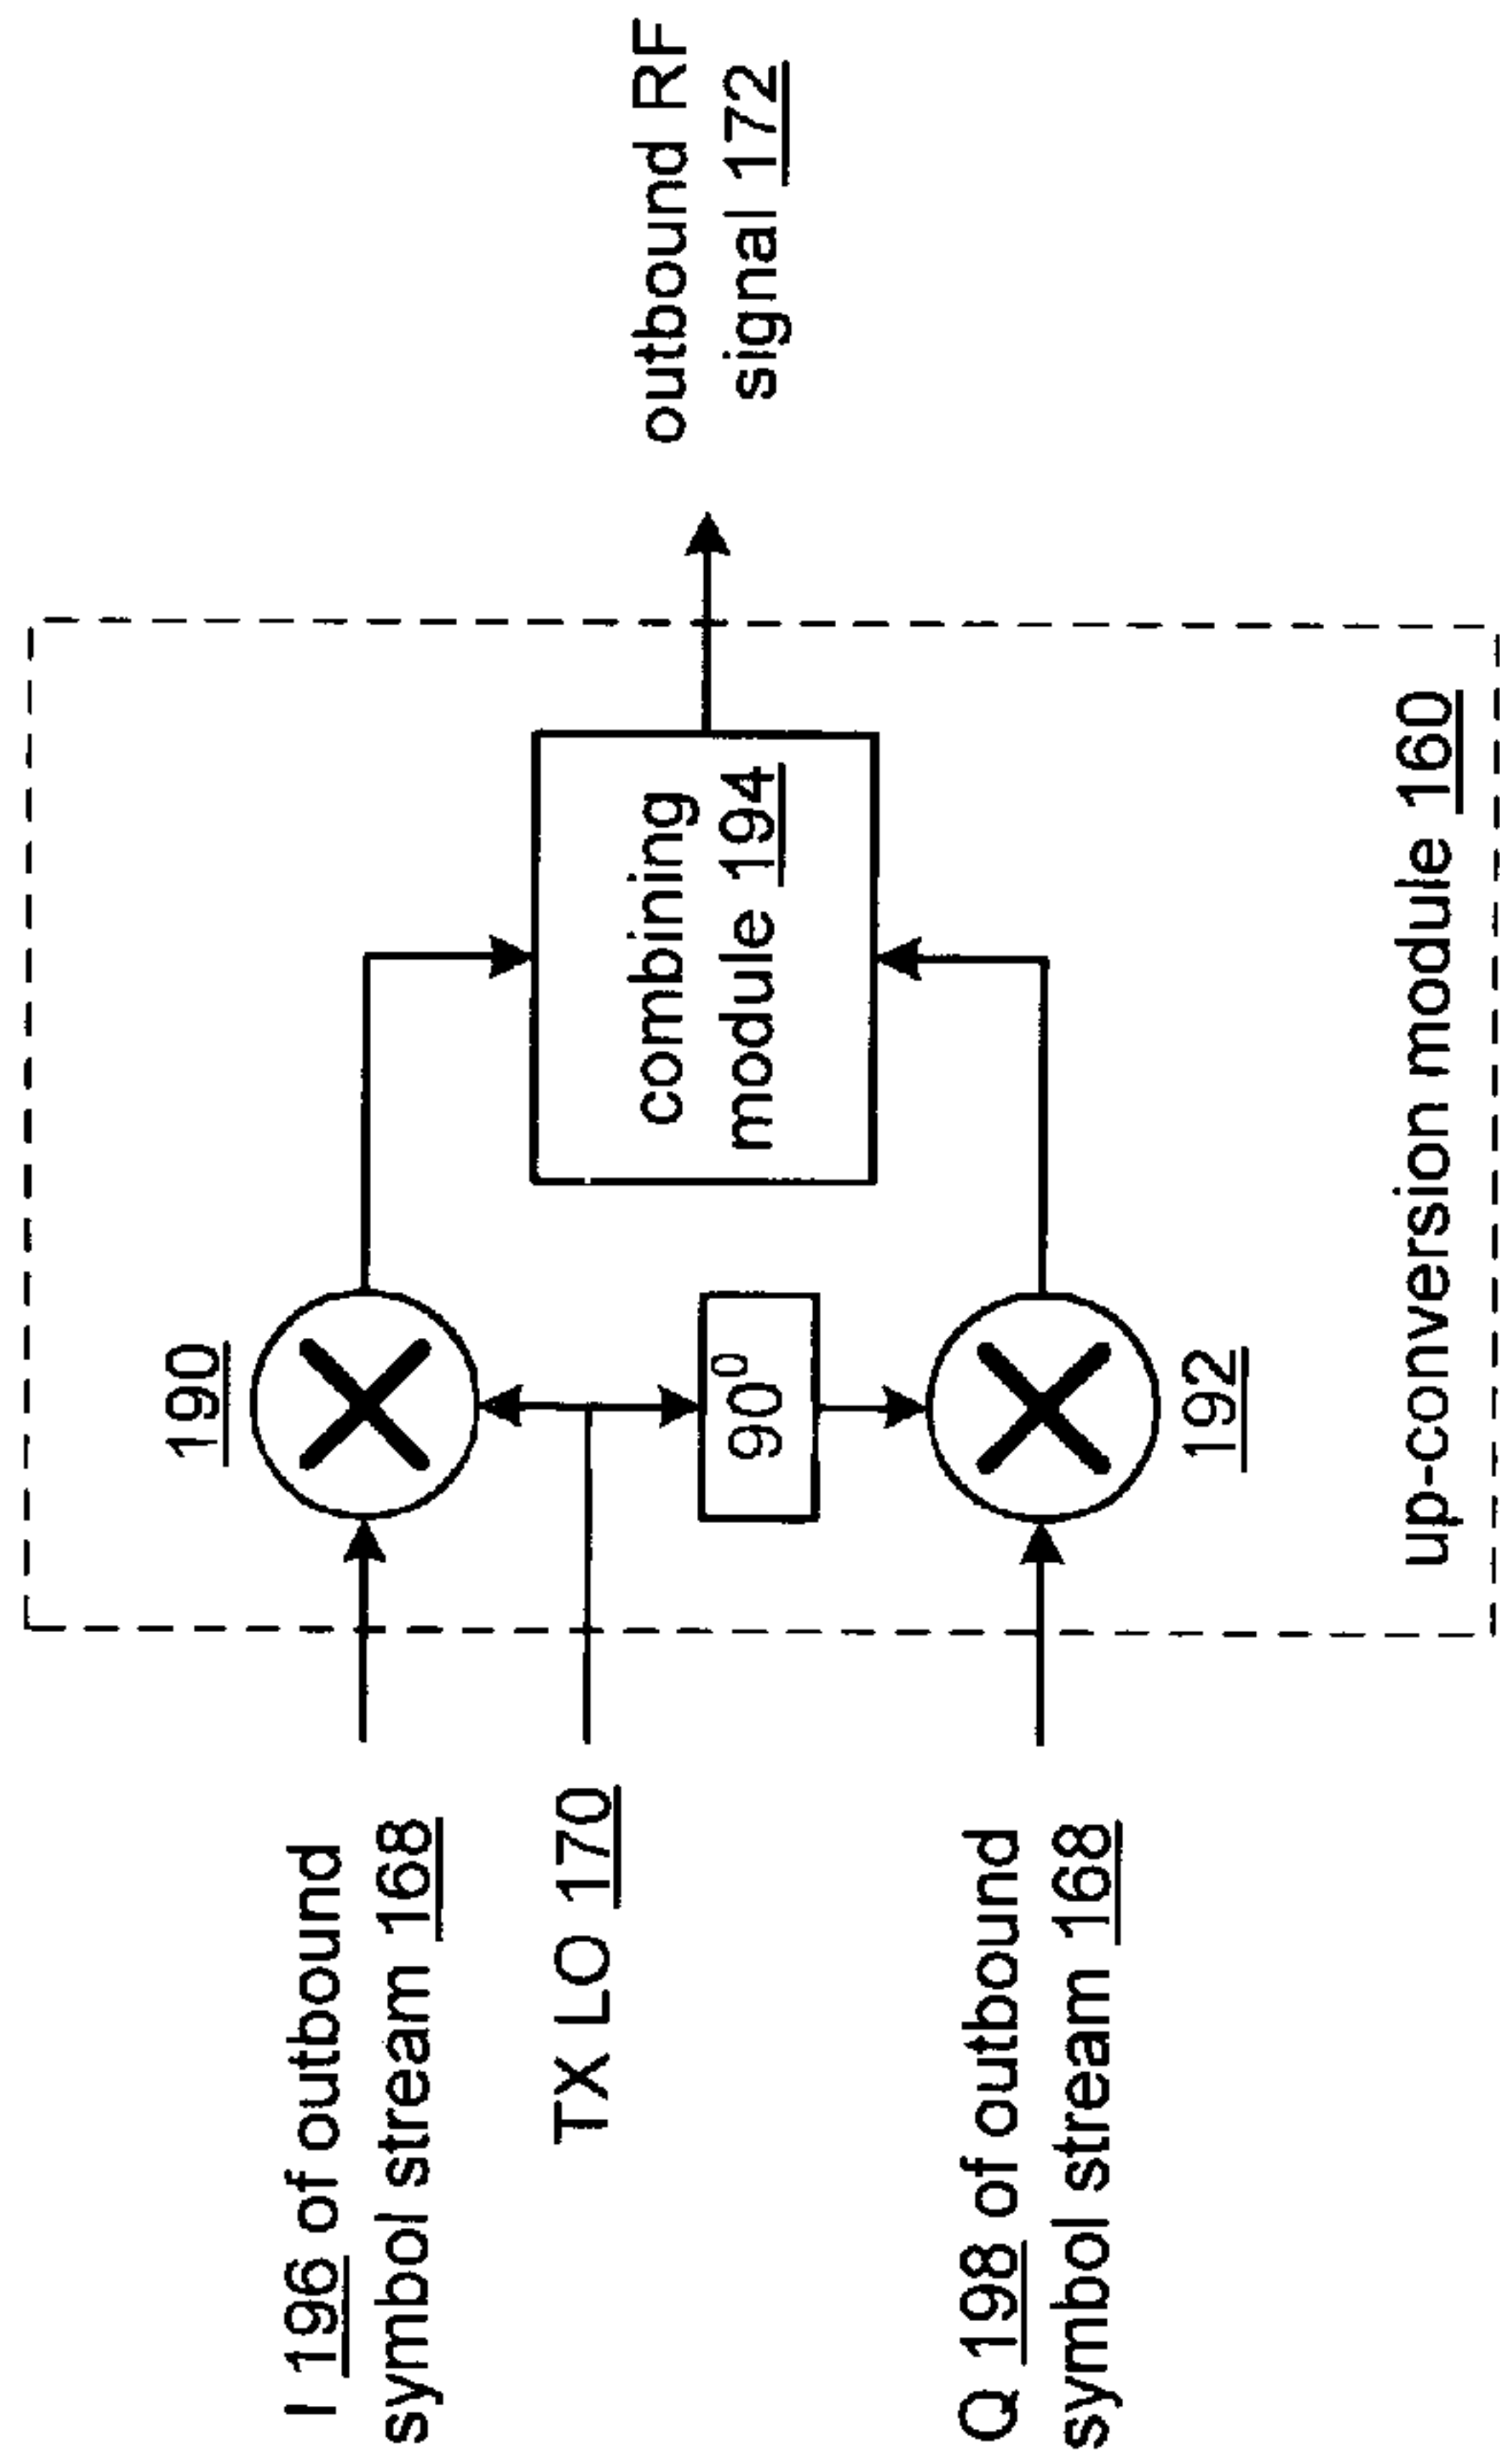 I 196 of outbound
symbol stream 168
TX LO 170
Q 198 of outbound
symbol stream 168
190
90⁰
192
combining
module 194
up-conversion module 160
outbound RF
signal 172